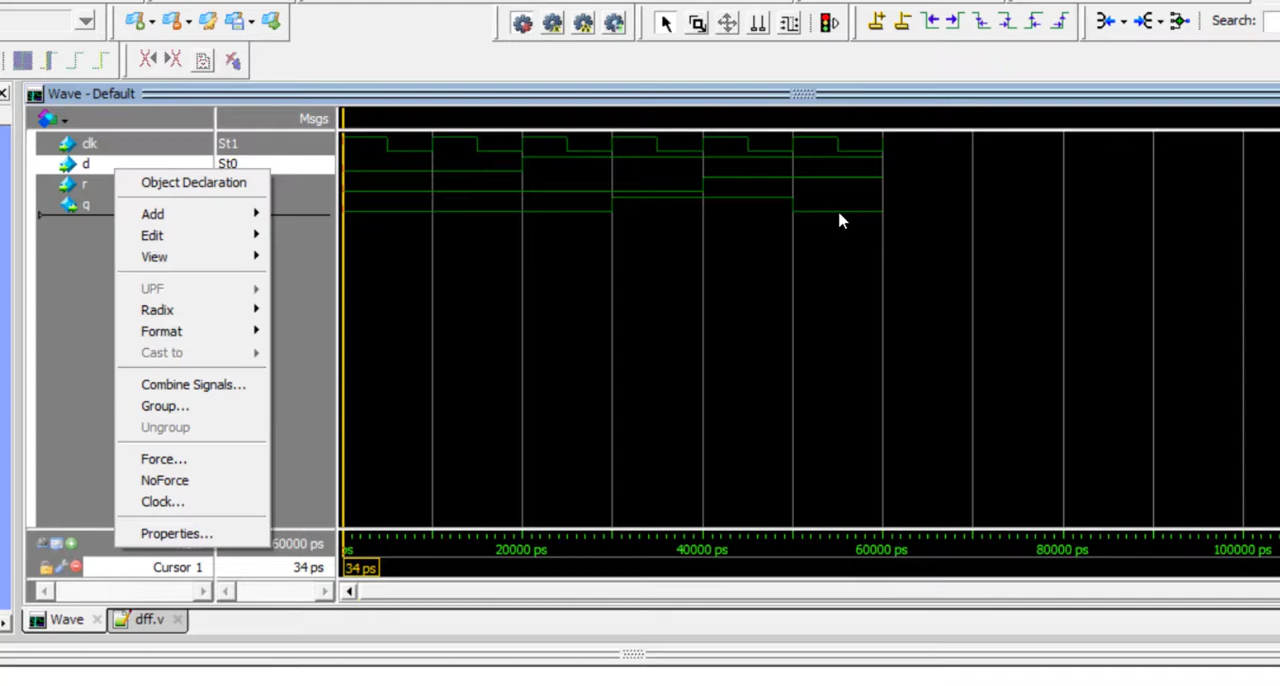 Search:
Wave - Default
Msgs
clk St1
d St0
r
q
Object Declaration
Add
Edit
View
UPF
Radix
Format
Cast to
Combine Signals...
Group...
Ungroup
Force...
NoForce
Clock...
Properties...
60000 ps
20000 ps 40000 ps 60000 ps 80000 ps 100000 ps
Cursor 1 34 ps 34 ps
Wave dff.v